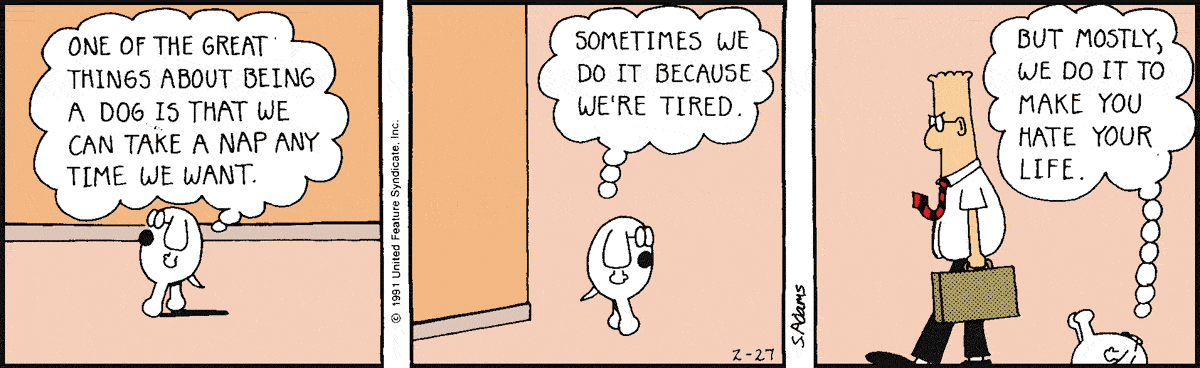 ONE OF THE GREAT
THINGS ABOUT BEING
A DOG IS THAT WE
CAN TAKE A NAP ANY
TIME WE WANT.
© 1991 United Feature Syndicate, Inc.
SOMETIMES WE
DO IT BECAUSE
WE'RE TIRED.
2-27
S.Adams
BUT MOSTLY,
WE DO IT TO
MAKE YOU
HATE YOUR
LIFE.